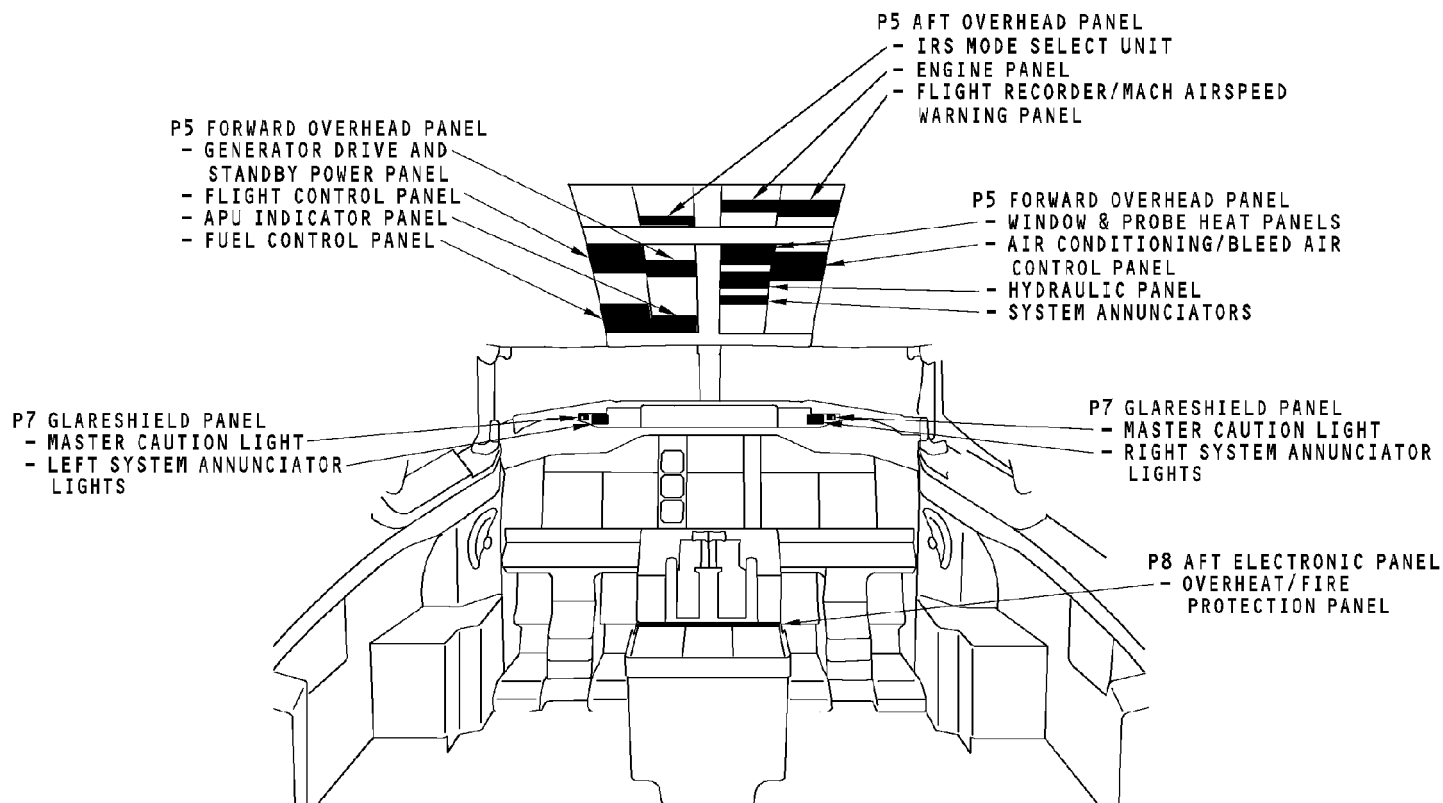 P5 AFT OVERHEAD PANEL
- IRS MODE SELECT UNIT
- ENGINE PANEL
- FLIGHT RECORDER/MACH AIRSPEED
WARNING PANEL
P5 FORWARD OVERHEAD PANEL
- GENERATOR DRIVE AND
STANDBY POWER PANEL
- FLIGHT CONTROL PANEL
- APU INDICATOR PANEL
- FUEL CONTROL PANEL
P5 FORWARD OVERHEAD PANEL
- WINDOW & PROBE HEAT PANELS
- AIR CONDITIONING/BLEED AIR
CONTROL PANEL
- HYDRAULIC PANEL
- SYSTEM ANNUNCIATORS
P7 GLARESHIELD PANEL
- MASTER CAUTION LIGHT
- LEFT SYSTEM ANNUNCIATOR
LIGHTS
P7 GLARESHIELD PANEL
- MASTER CAUTION LIGHT
- RIGHT SYSTEM ANNUNCIATOR
LIGHTS
P8 AFT ELECTRONIC PANEL
- OVERHEAT/FIRE
PROTECTION PANEL